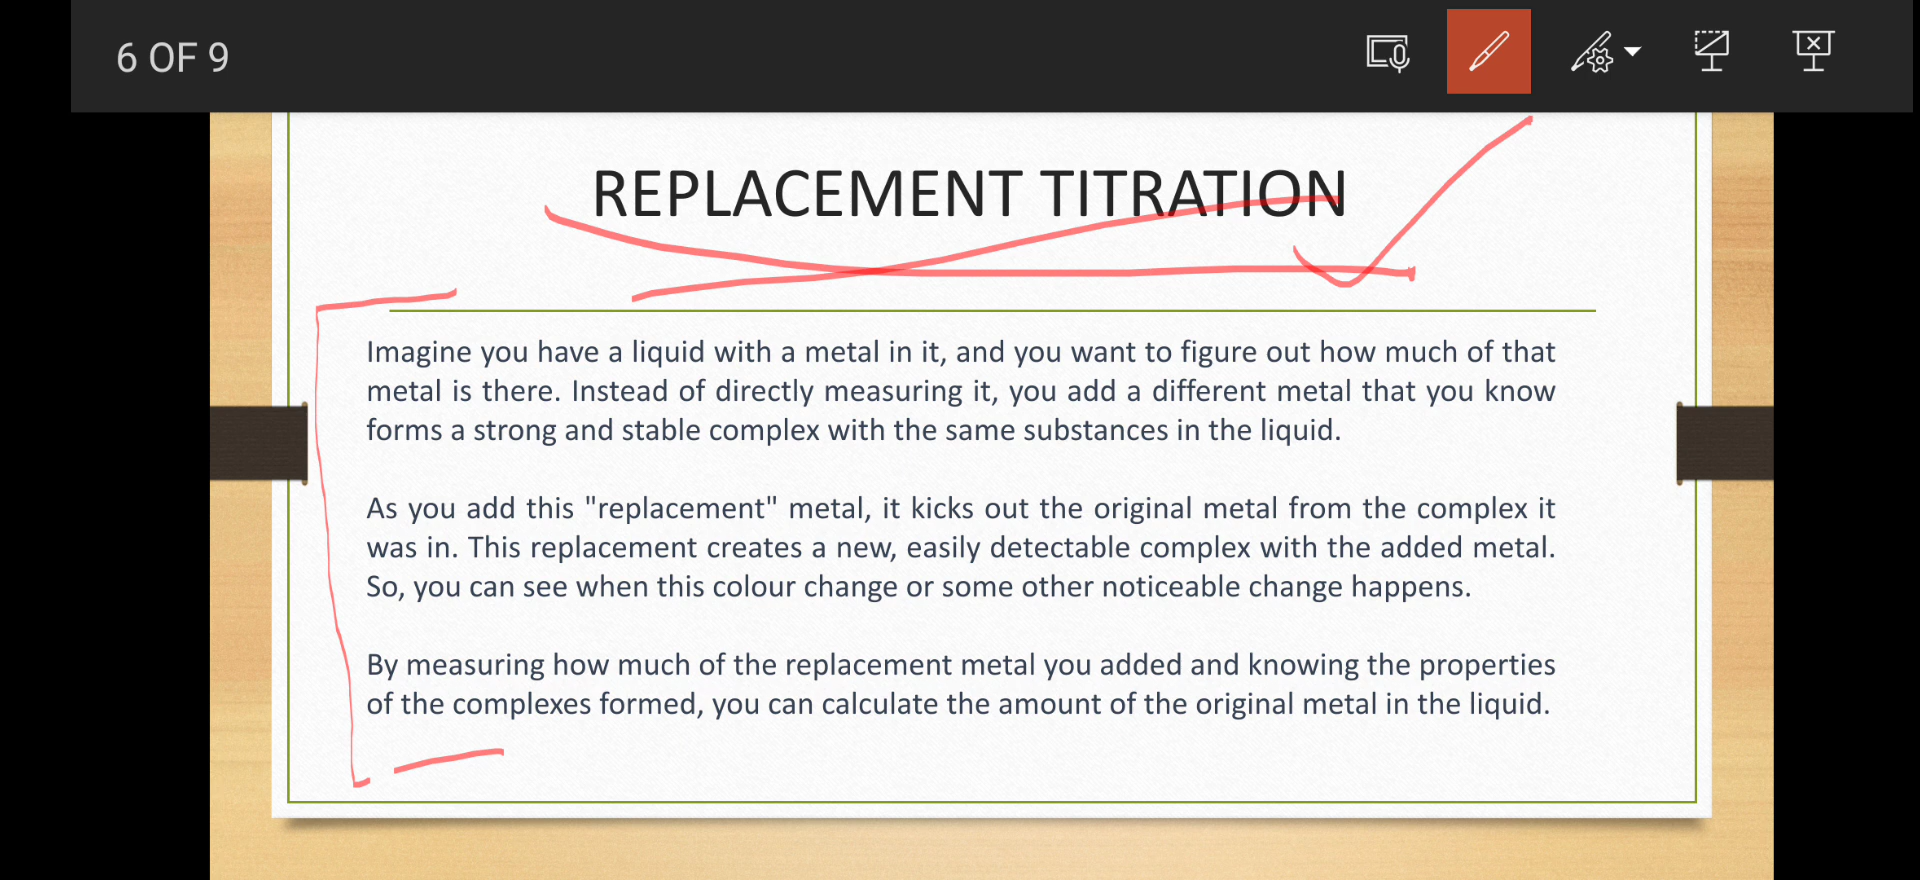 6 OF 9
REPLACEMENT TITRATION
Imagine you have a liquid with a metal in it, and you want to figure out how much of that
metal is there. Instead of directly measuring it, you add a different metal that you know
forms a strong and stable complex with the same substances in the liquid.
As you add this "replacement" metal, it kicks out the original metal from the complex it
was in. This replacement creates a new, easily detectable complex with the added metal.
So, you can see when this colour change or some other noticeable change happens.
By measuring how much of the replacement metal you added and knowing the properties
of the complexes formed, you can calculate the amount of the original metal in the liquid.